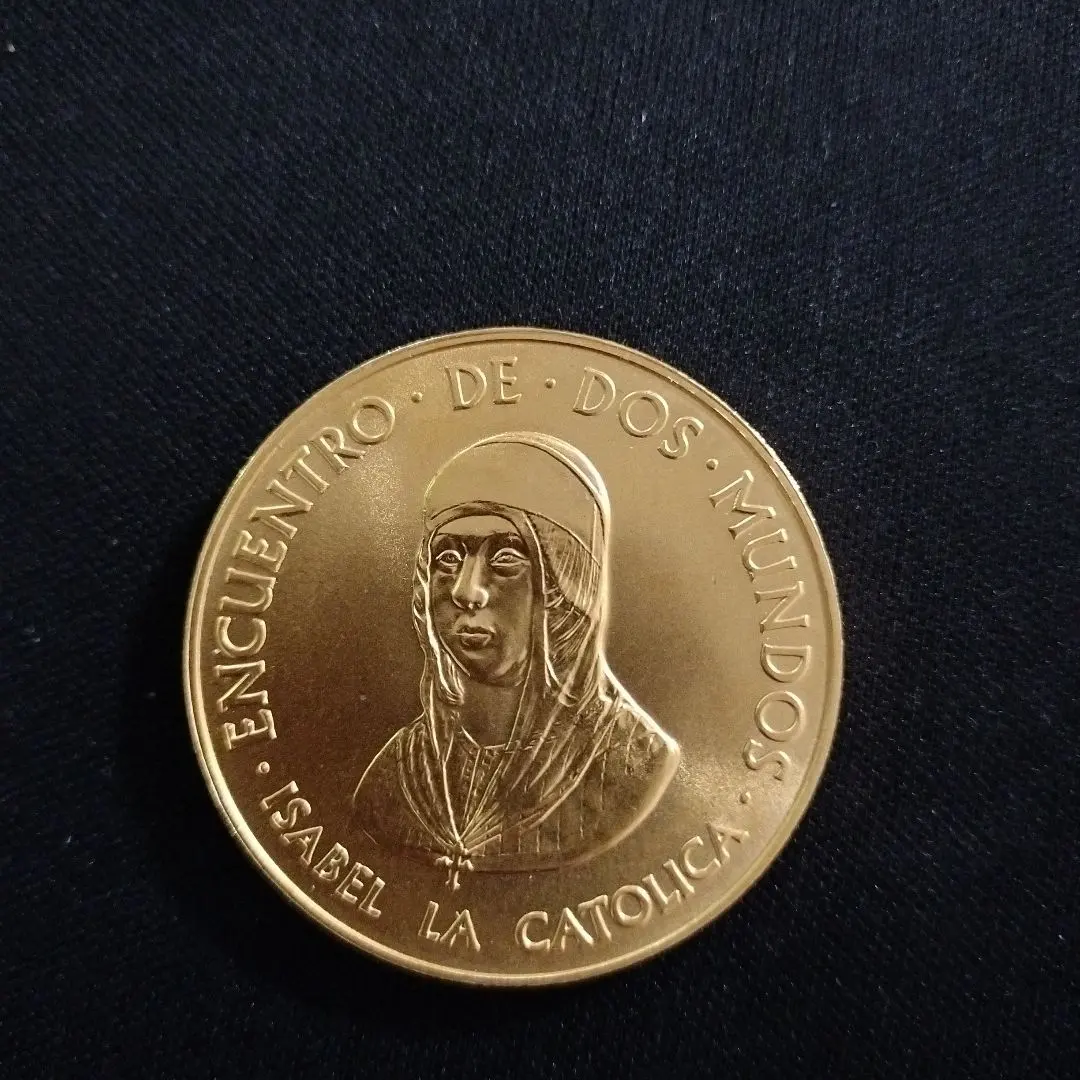 ENCUENTRO · DE · DOS · MUNDOS
· ISABEL LA CATOLICA ·